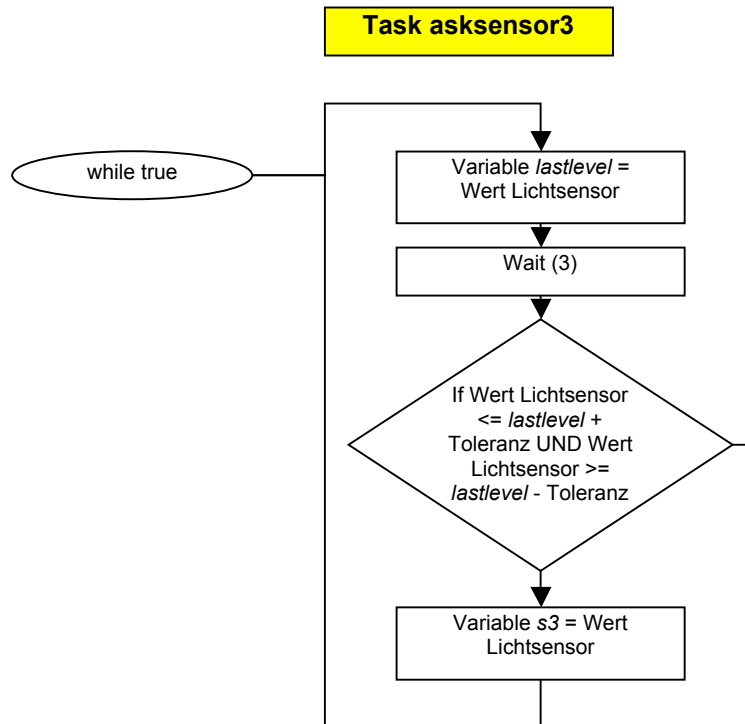 Task asksensor3
while true
Variable lastlevel =
Wert Lichtsensor
Wait (3)
If Wert Lichtsensor
<= lastlevel +
Toleranz UND Wert
Lichtsensor >=
lastlevel - Toleranz
Variable s3 = Wert
Lichtsensor